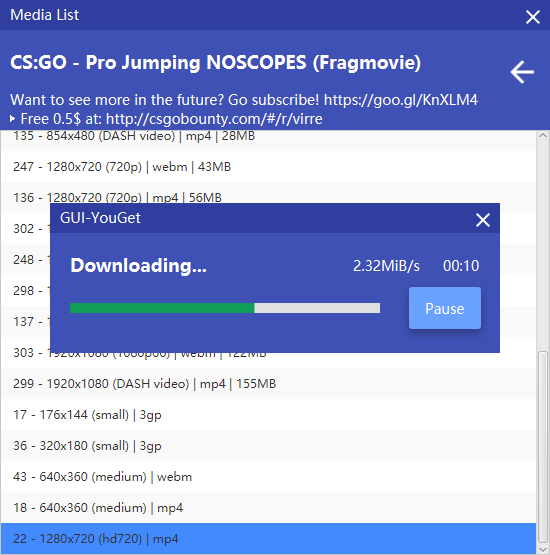 Media List
CS:GO - Pro Jumping NOSCOPES (Fragmovie)
Want to see more in the future? Go subscribe! https://goo.gl/KnXLM4
Free 0.5$ at: http://csgobounty.com/#/r/virre
135 - 854x480 (DASH video) | mp4 | 28MB
247 - 1280x720 (720p) | webm | 43MB
136 - 1280x720 (720p) | mp4 | 56MB
302 -
GUI-YouGet
248 -
Downloading... 2.32MiB/s 00:10
298 -
Pause
137 -
303 - 1920x1080 (1080p60) | webm | 122MB
299 - 1920x1080 (DASH video) | mp4 | 155MB
17 - 176x144 (small) | 3gp
36 - 320x180 (small) | 3gp
43 - 640x360 (medium) | webm
18 - 640x360 (medium) | mp4
22 - 1280x720 (hd720) | mp4